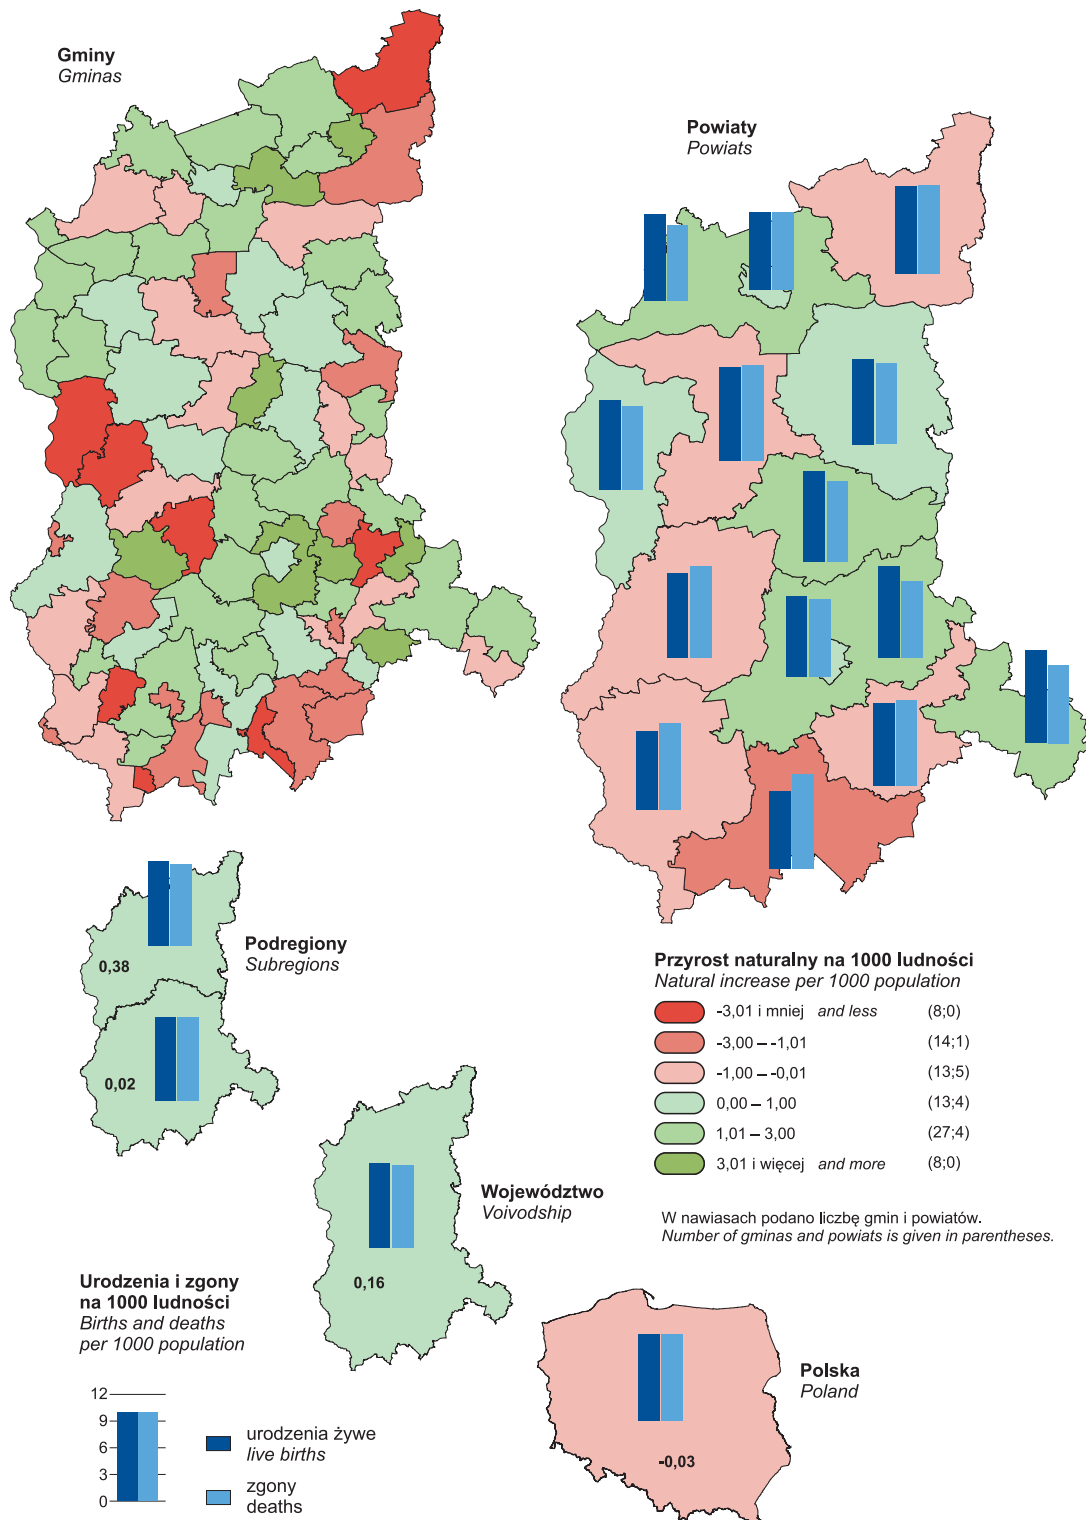 Gminy
Gminas
Powiaty
Powiats
Podregiony
Subregions
0,38
0,02
Przyrost naturalny na 1000 ludności
Natural increase per 1000 population
-3,01 i mniej and less (8;0)
-3,00 – -1,01 (14;1)
-1,00 – -0,01 (13;5)
0,00 – 1,00 (13;4)
1,01 – 3,00 (27;4)
3,01 i więcej and more (8;0)
W nawiasach podano liczbę gmin i powiatów.
Number of gminas and powiats is given in parentheses.
Województwo
Voivodship
0,16
Urodzenia i zgony
na 1000 ludności
Births and deaths
per 1000 population
12
9
6
3
0
urodzenia żywe
live births
zgony
deaths
Polska
Poland
-0,03